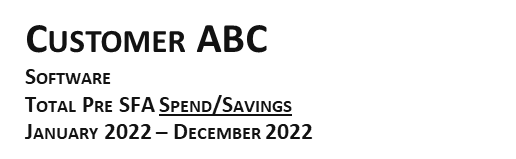 Customer ABC
Software
Total Pre SFA Spend/Savings
January 2022 – December 2022